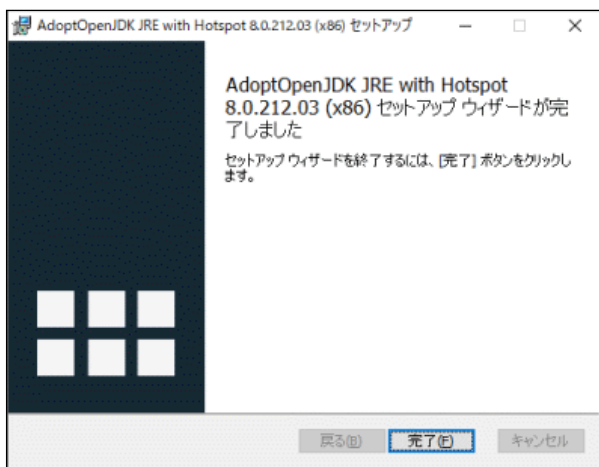 AdoptOpenJDK JRE with Hotspot 8.0.212.03 (x86) セットアップ
AdoptOpenJDK JRE with Hotspot
8.0.212.03 (x86) セットアップ ウィザードが完
了しました
セットアップ ウィザードを終了するには、[完了] ボタンをクリックし
ます。
戻る(B)
完了(F)
キャンセル